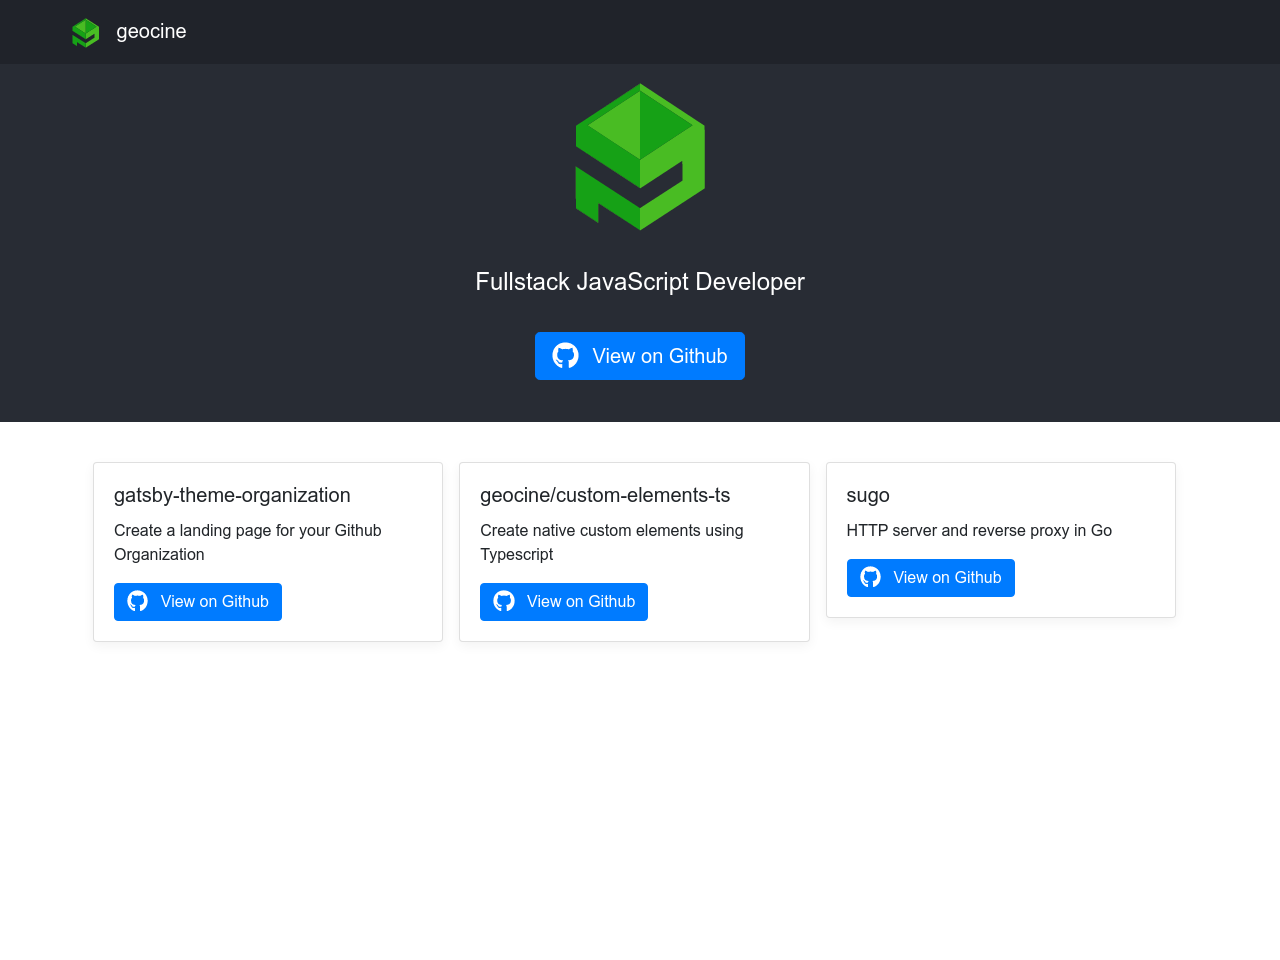 geocine
Fullstack JavaScript Developer
View on Github
gatsby-theme-organization
Create a landing page for your Github
Organization
View on Github
geocine/custom-elements-ts
Create native custom elements using
Typescript
View on Github
sugo
HTTP server and reverse proxy in Go
View on Github